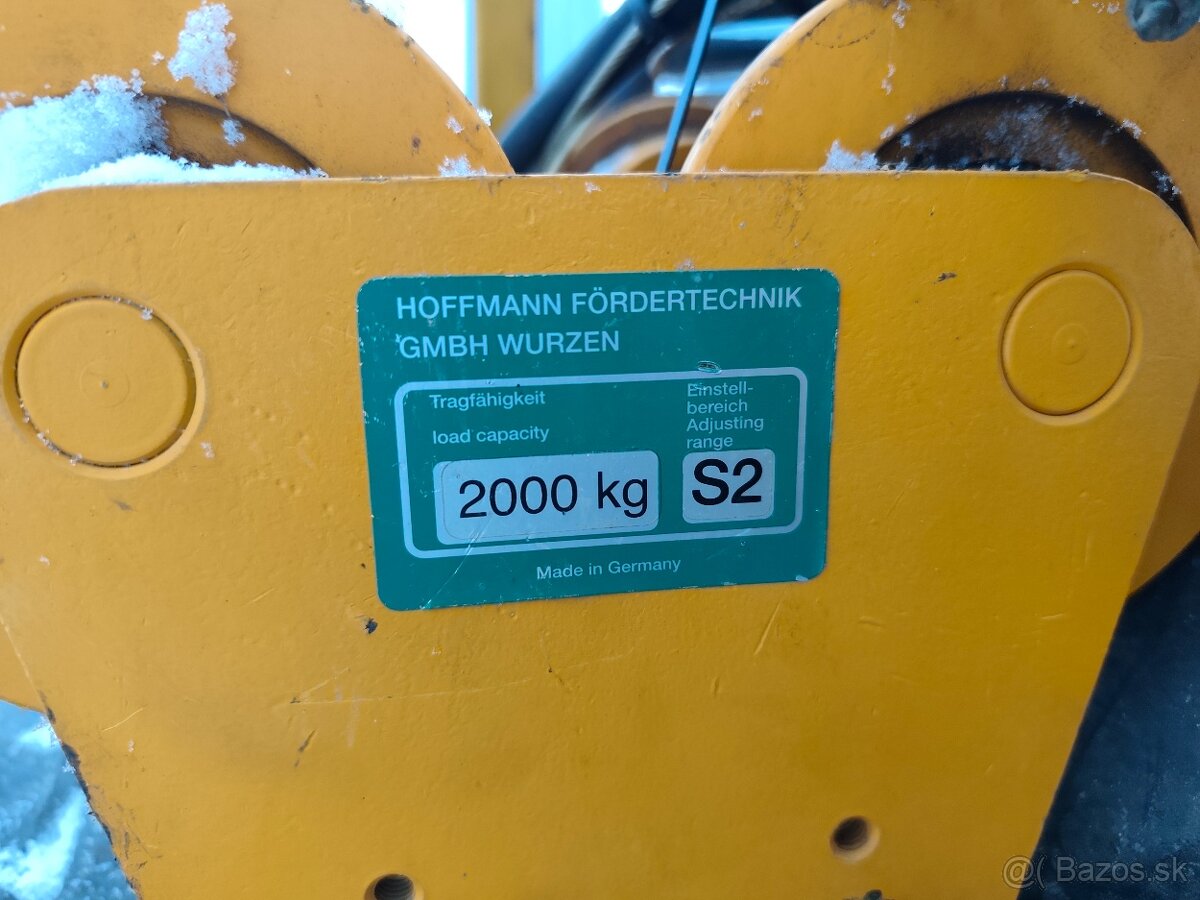 HOFFMANN FÖRDERTECHNIK
GMBH WURZEN
Tragfähigkeit
load capacity
2000 kg
Einstell-
bereich
Adjusting
range
S2
Made in Germany
@( Bazos.sk